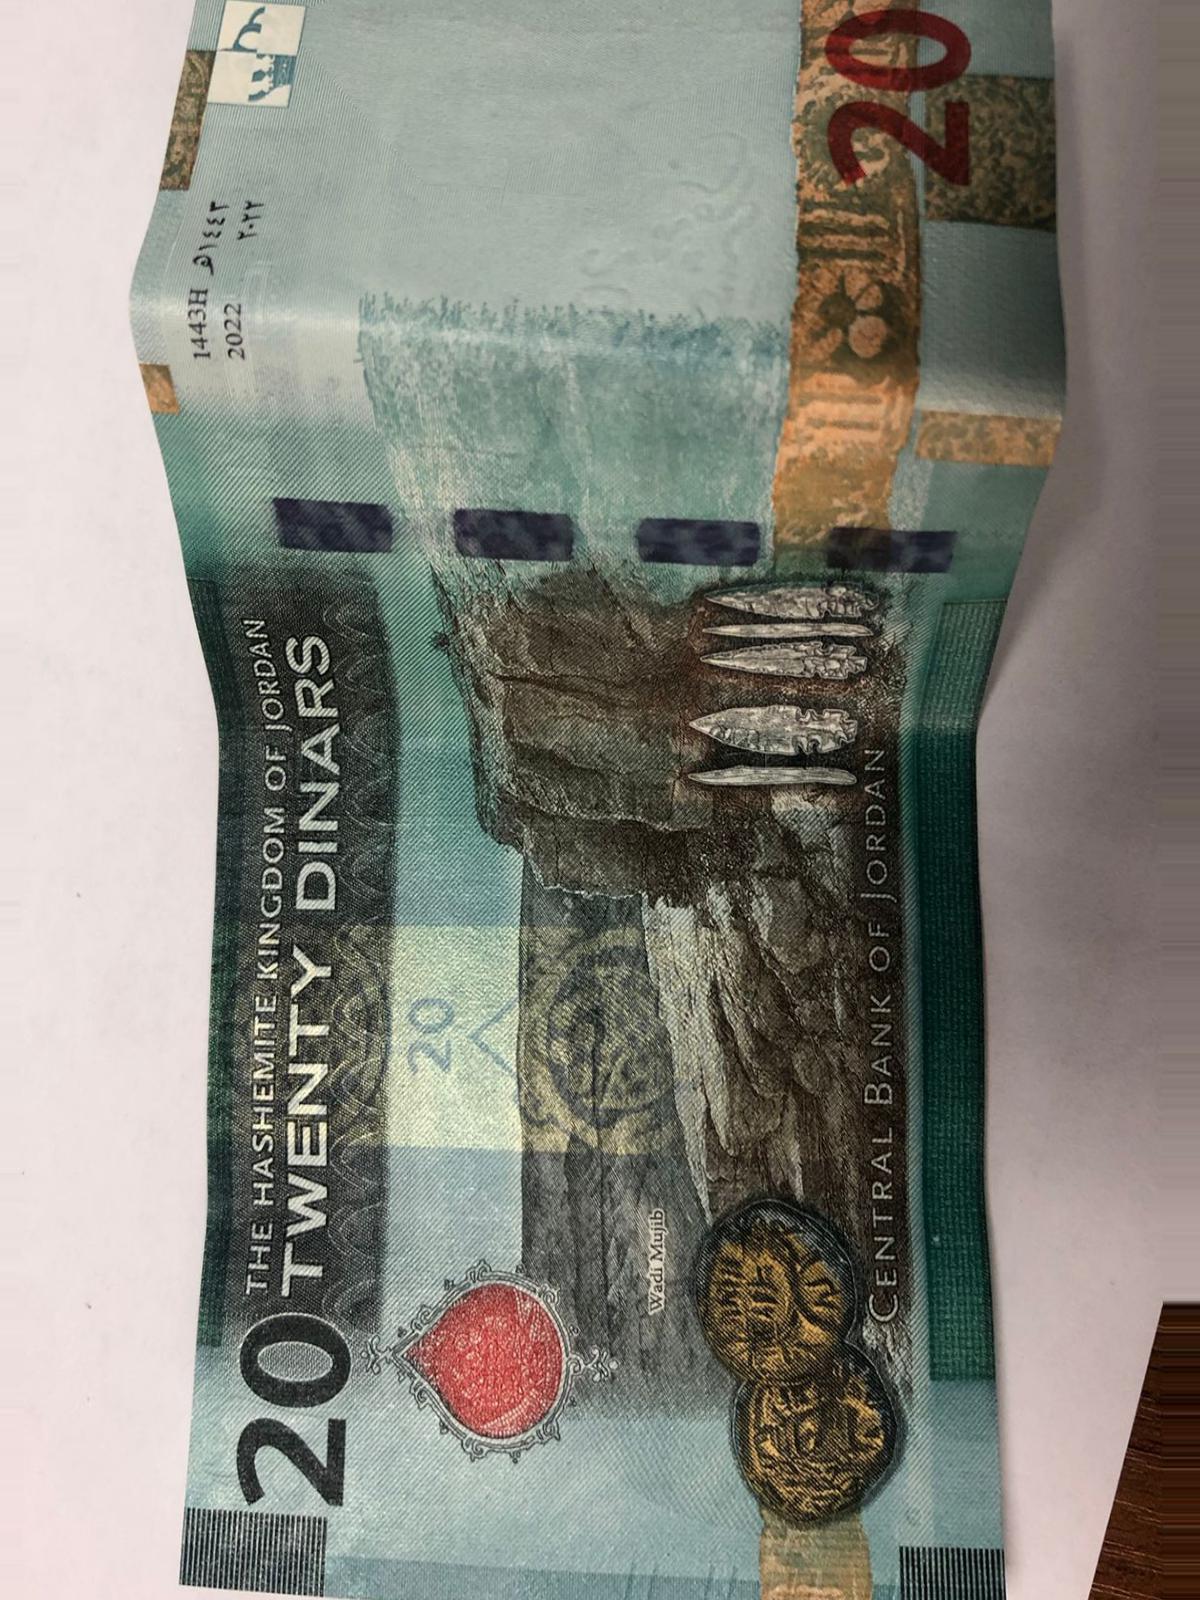 THE HASHEMITE KINGDOM OF JORDAN
20 TWENTY DINARS
1443H ١٤٤٣هـ
2022 ٢٠٢٢
20
Wadi Mujib
CENTRAL BANK OF JORDAN
20